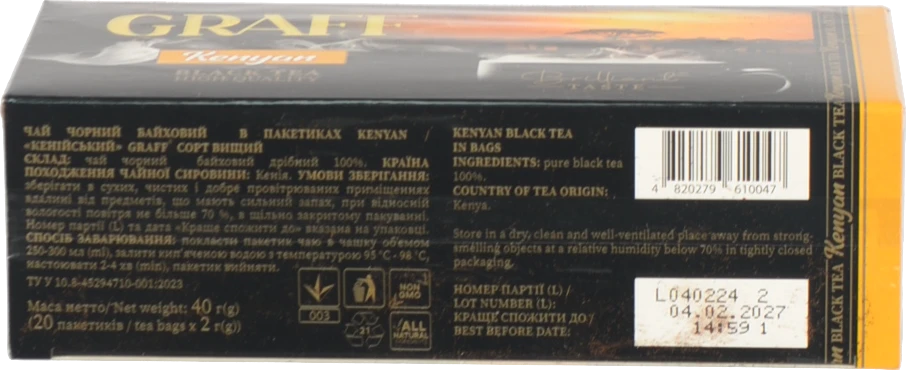 GRAFF
Kenyan
BLACK TEA
Brilliant
TASTE
ЧАЙ ЧОРНИЙ БАЙХОВИЙ В ПАКЕТИКАХ KENYAN /
«КЕНІЙСЬКИЙ» GRAFF СОРТ ВИЩИЙ
СКЛАД: чай чорний байховий дрібний 100%. КРАЇНА
ПОХОДЖЕННЯ ЧАЙНОЇ СИРОВИНИ: Кенія. УМОВИ ЗБЕРІГАННЯ:
зберігати в сухих, чистих і добре провітрюваних приміщеннях
вдалині від предметів, що мають сильний запах, при відносній
вологості повітря не більше 70 %, в щільно закритому пакуванні.
Номер партії (L) та дата «Краще спожити до» вказана на упаковці.
СПОСІБ ЗАВАРЮВАННЯ: покласти пакетик чаю в чашку об'ємом
250-300 мл (ml), залити кип'яченою водою з температурою 95 °C - 98 °C,
настоювати 2-4 хв (min), пакетик вийняти.
ТУ У 10.8-45294710-001:2023
Маса нетто/ Net weight: 40 г(g)
(20 пакетиків / tea bags x 2 г(g))
003
21
NON
GMO
ALL
NATURAL
KENYAN BLACK TEA
IN BAGS
INGREDIENTS: pure black tea
100%.
COUNTRY OF TEA ORIGIN:
Kenya.
Store in a dry, clean and well-ventilated place away from strong-
smelling objects at a relative humidity below 70% in tightly closed
packaging.
НОМЕР ПАРТІЇ (L) /
LOT NUMBER (L):
КРАЩЕ СПОЖИТИ ДО /
BEST BEFORE DATE:
4 820279 610047
L040224 2
04.02.2027
14:59 1
BLACK TEA Kenyan BLACK TEA